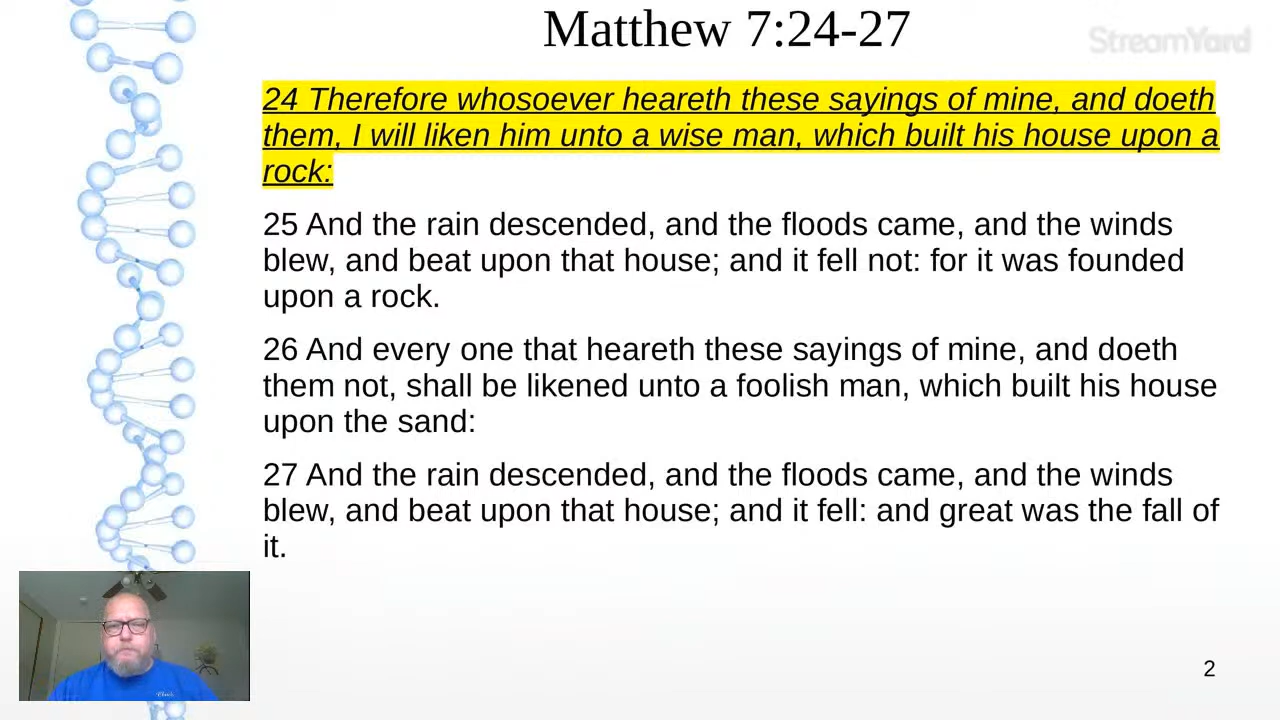 Matthew 7:24-27
StreamYard
24 Therefore whosoever heareth these sayings of mine, and doeth
them, I will liken him unto a wise man, which built his house upon a
rock:
25 And the rain descended, and the floods came, and the winds
blew, and beat upon that house; and it fell not: for it was founded
upon a rock.
26 And every one that heareth these sayings of mine, and doeth
them not, shall be likened unto a foolish man, which built his house
upon the sand:
27 And the rain descended, and the floods came, and the winds
blew, and beat upon that house; and it fell: and great was the fall of
it.
2